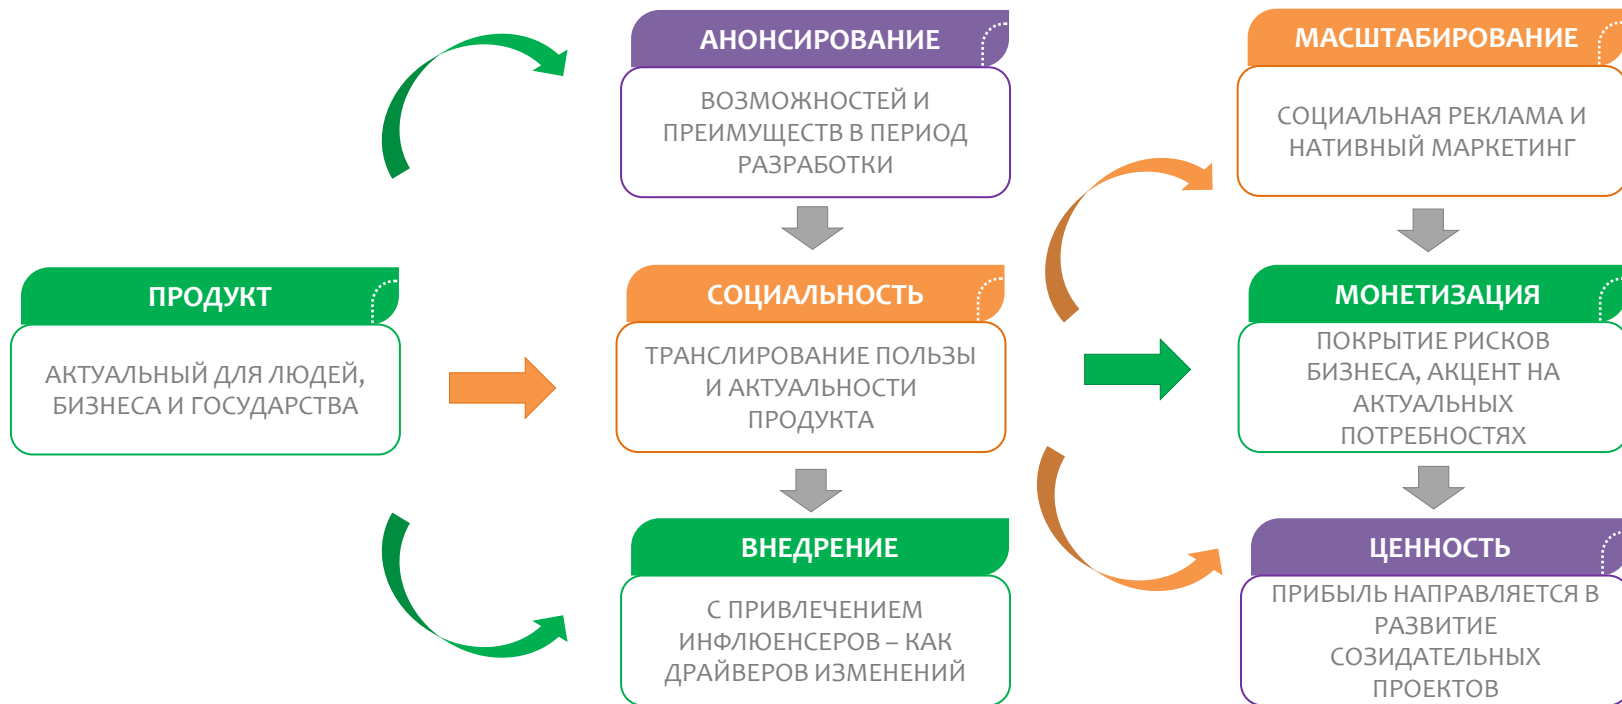 ПРОДУКТ
АКТУАЛЬНЫЙ ДЛЯ ЛЮДЕЙ,
БИЗНЕСА И ГОСУДАРСТВА
АНОНСИРОВАНИЕ
ВОЗМОЖНОСТЕЙ И
ПРЕИМУЩЕСТВ В ПЕРИОД
РАЗРАБОТКИ
СОЦИАЛЬНОСТЬ
ТРАНСЛИРОВАНИЕ ПОЛЬЗЫ
И АКТУАЛЬНОСТИ
ПРОДУКТА
ВНЕДРЕНИЕ
С ПРИВЛЕЧЕНИЕМ
ИНФЛЮЕНСЕРОВ – КАК
ДРАЙВЕРОВ ИЗМЕНЕНИЙ
МАСШТАБИРОВАНИЕ
СОЦИАЛЬНАЯ РЕКЛАМА И
НАТИВНЫЙ МАРКЕТИНГ
МОНЕТИЗАЦИЯ
ПОКРЫТИЕ РИСКОВ
БИЗНЕСА, АКЦЕНТ НА
АКТУАЛЬНЫХ
ПОТРЕБНОСТЯХ
ЦЕННОСТЬ
ПРИБЫЛЬ НАПРАВЛЯЕТСЯ В
РАЗВИТИЕ
СОЗИДАТЕЛЬНЫХ
ПРОЕКТОВ